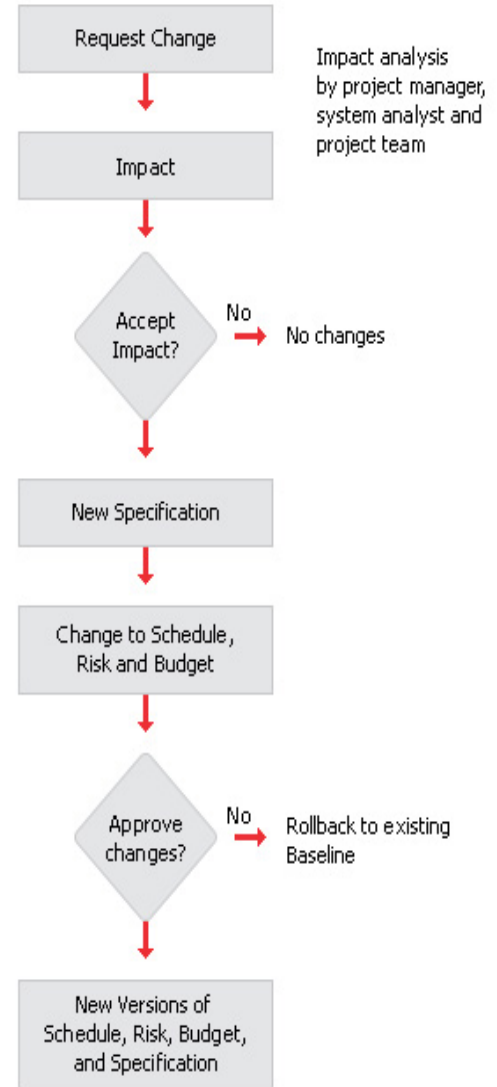 Request Change
Impact analysis
by project manager,
system analyst and
project team
Impact
Accept
Impact?
No
No changes
New Specification
Change to Schedule,
Risk and Budget
Approve
changes?
No
Rollback to existing
Baseline
New Versions of
Schedule, Risk, Budget,
and Specification